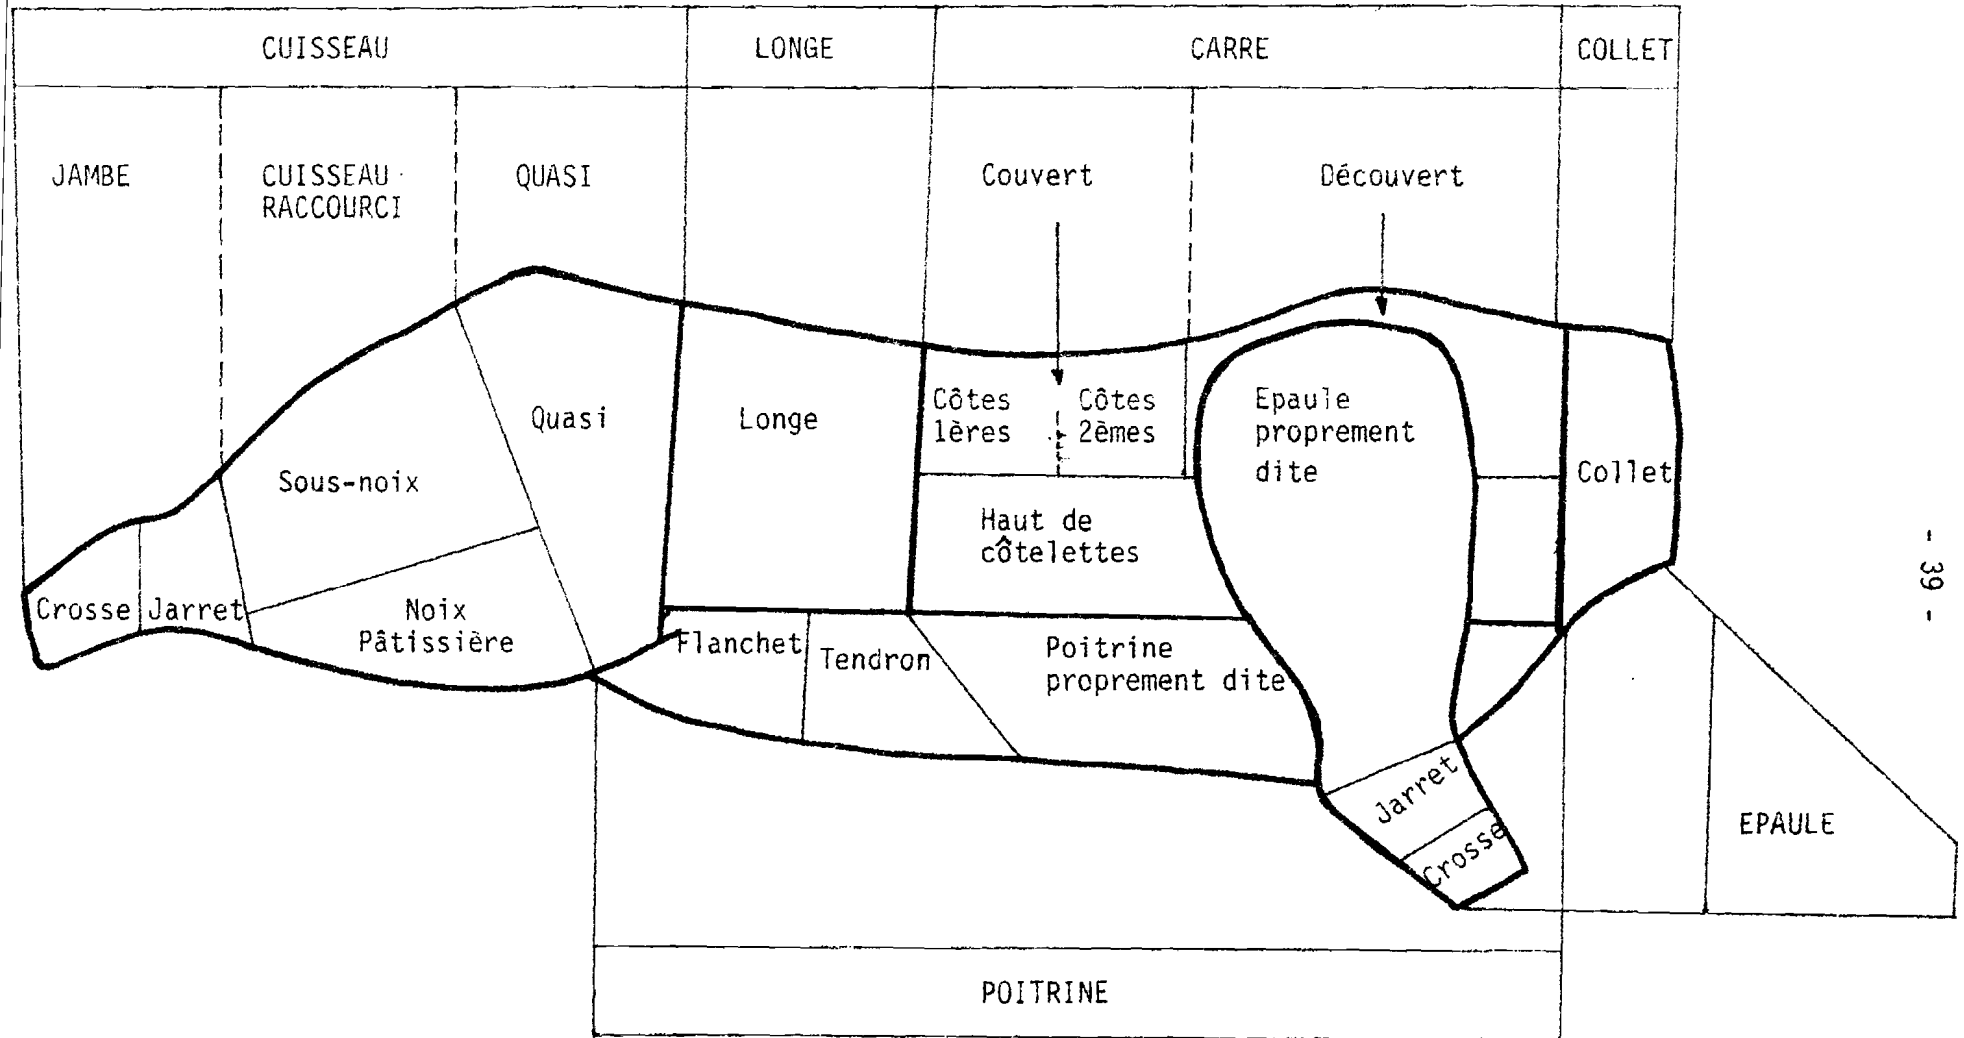 CUISSEAU
LONGE
CARRE
COLLET
JAMBE
CUISSEAU
RACCOURCI
QUASI
Couvert
Découvert
Quasi
Longe
Côtes
1ères
Côtes
2èmes
Epaule
proprement
dite
Collet
Sous-noix
Haut de
côtelettes
Crosse
Jarret
Noix
Pâtissière
Flanchet
Tendron
Poitrine
proprement dite
Jarret
Crosse
EPAULE
POITRINE
- 39 -